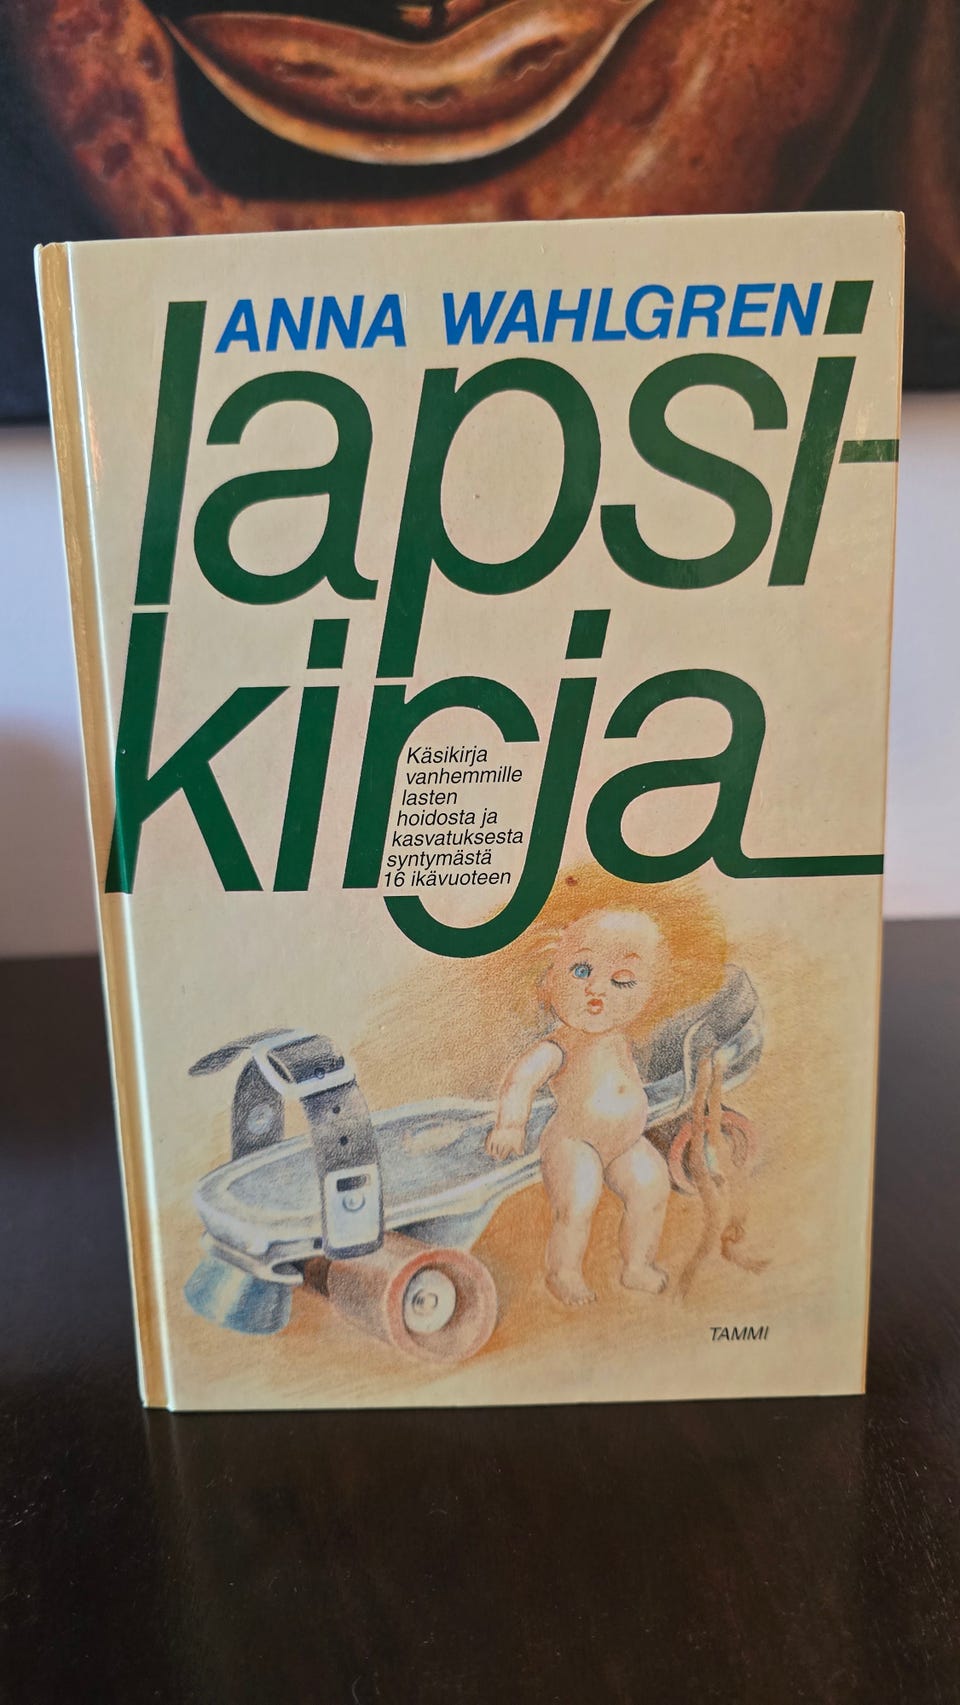 ANNA WAHLGREN
lapsi-
kirja
Käsikirja
vanhemmille
lasten
hoidosta ja
kasvatuksesta
syntymästä
16 ikävuoteen
TAMMI